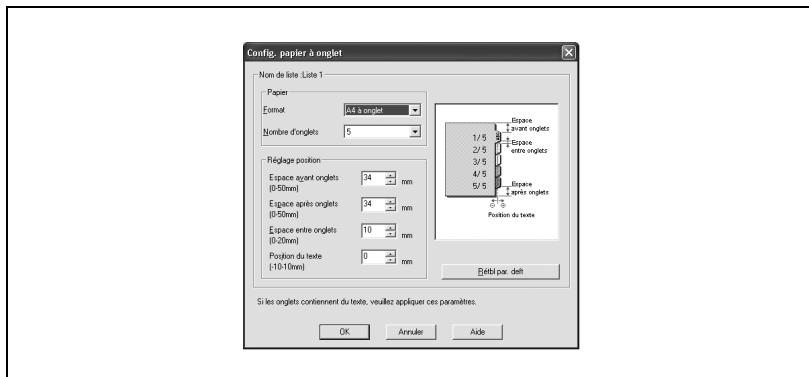 Config. papier à onglet
Nom de liste :Liste 1
Papier
Format
A4 à onglet
Nombre d'onglets
5
Réglage position
Espace avant onglets
(0-50mm)
34
mm
Espace après onglets
(0-50mm)
34
mm
Espace entre onglets
(0-20mm)
10
mm
Position du texte
(-10-10mm)
0
mm
Espace
avant onglets
1/ 5
2/ 5
3/ 5
4/ 5
5/ 5
Espace
entre onglets
Espace
après onglets
Position du texte
Rétbl par. deft
Si les onglets contiennent du texte, veuillez appliquer ces paramètres.
OK
Annuler
Aide